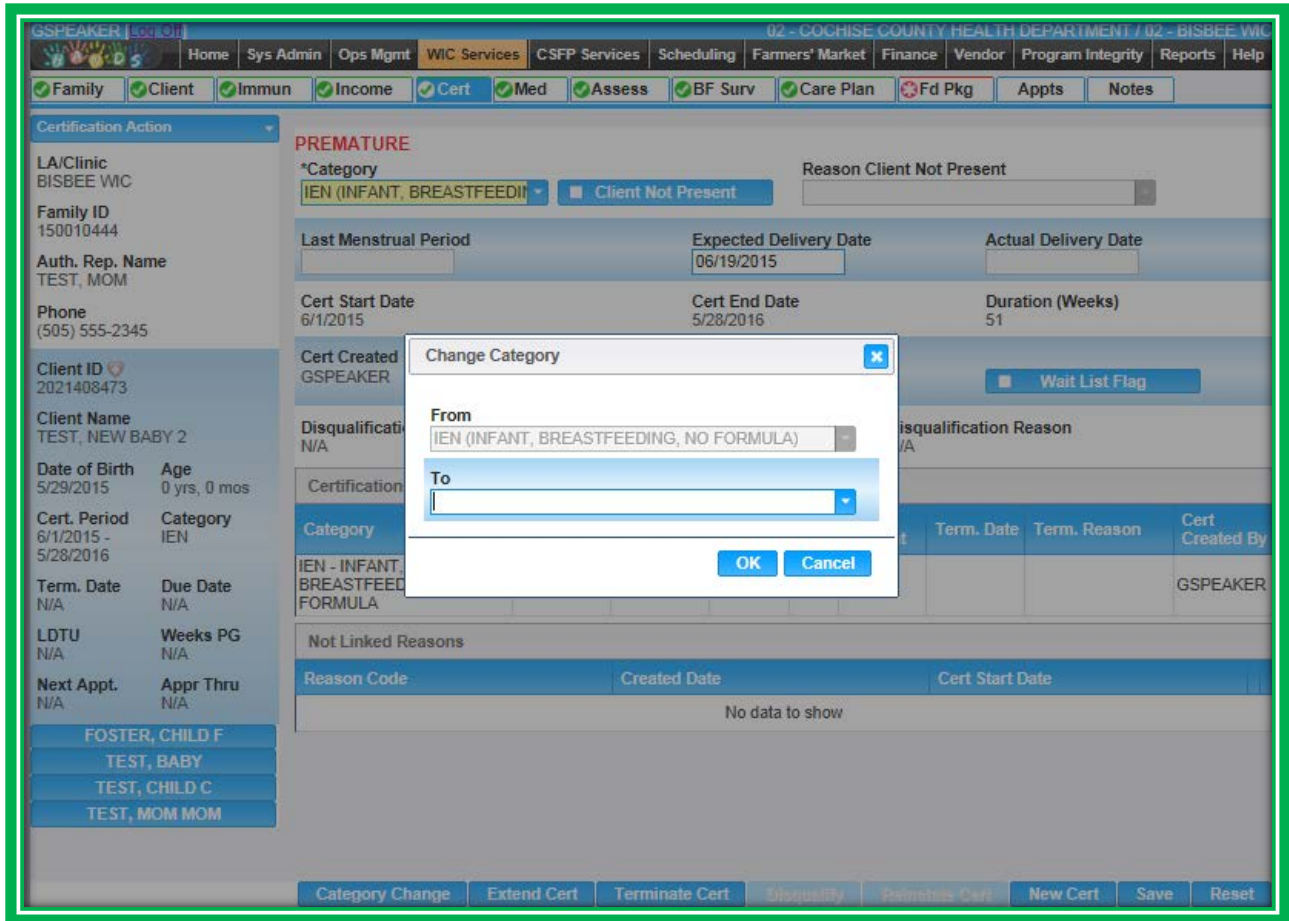 GSPEAKER [Log Off] 02 - COCHISE COUNTY HEALTH DEPARTMENT / 02 - BISBEE WIC
Home Sys Admin Ops Mgmt WIC Services CSFP Services Scheduling Farmers' Market Finance Vendor Program Integrity Reports Help
Family Client Immun Income Cert Med Assess BF Surv Care Plan Fd Pkg Appts Notes
Certification Action
LA/Clinic
BISBEE WIC
Family ID
150010444
Auth. Rep. Name
TEST, MOM
Phone
(505) 555-2345
Client ID
2021408473
Client Name
TEST, NEW BABY 2
Date of Birth Age
5/29/2015 0 yrs, 0 mos
Cert. Period Category
6/1/2015 - IEN
5/28/2016
Term. Date Due Date
N/A N/A
LDTU Weeks PG
N/A N/A
Next Appt. Appr Thru
N/A N/A
FOSTER, CHILD F
TEST, BABY
TEST, CHILD C
TEST, MOM MOM
PREMATURE
*Category Reason Client Not Present
IEN (INFANT, BREASTFEEDIN Client Not Present
Last Menstrual Period Expected Delivery Date Actual Delivery Date
06/19/2015
Cert Start Date Cert End Date Duration (Weeks)
6/1/2015 5/28/2016 51
Cert Created
GSPEAKER Wait List Flag
Disqualificati isqualification Reason
N/A /A
Change Category
From
IEN (INFANT, BREASTFEEDING, NO FORMULA)
To
OK Cancel
Certification
Category t Term. Date Term. Reason Cert
Created By
IEN - INFANT,
BREASTFEED GSPEAKER
FORMULA
Not Linked Reasons
Reason Code Created Date Cert Start Date
No data to show
Category Change Extend Cert Terminate Cert Disqualify Reinstate Cert New Cert Save Reset